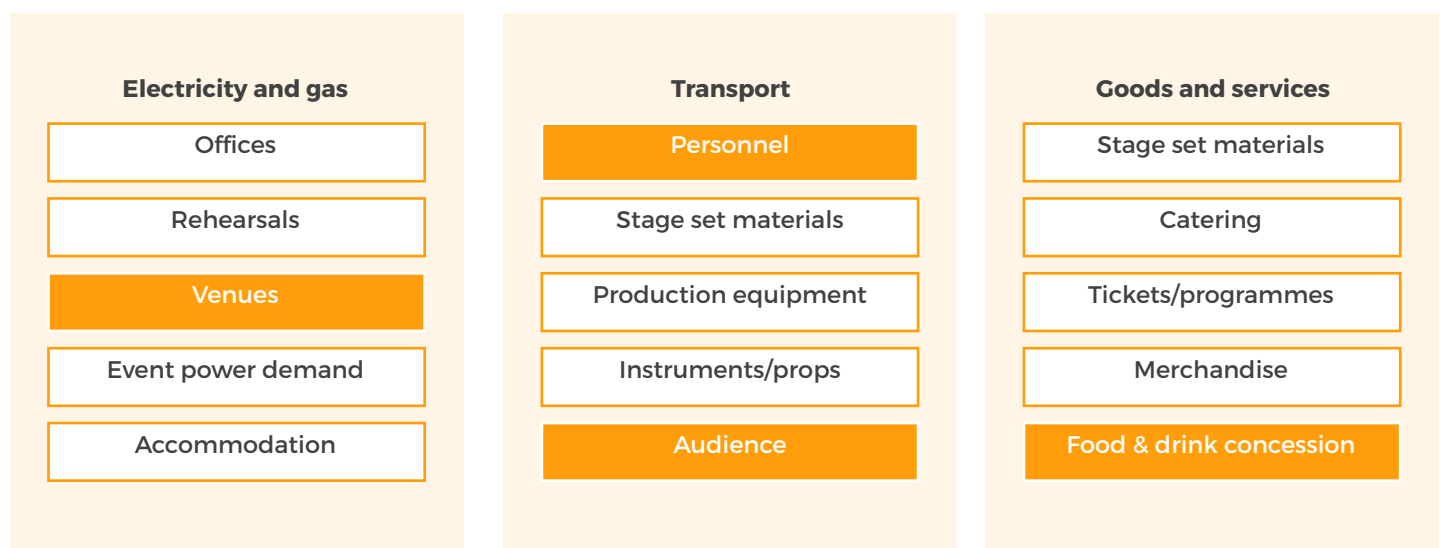 Electricity and gas
Offices
Rehearsals
Venues
Event power demand
Accommodation
Transport
Personnel
Stage set materials
Production equipment
Instruments/props
Audience
Goods and services
Stage set materials
Catering
Tickets/programmes
Merchandise
Food & drink concession